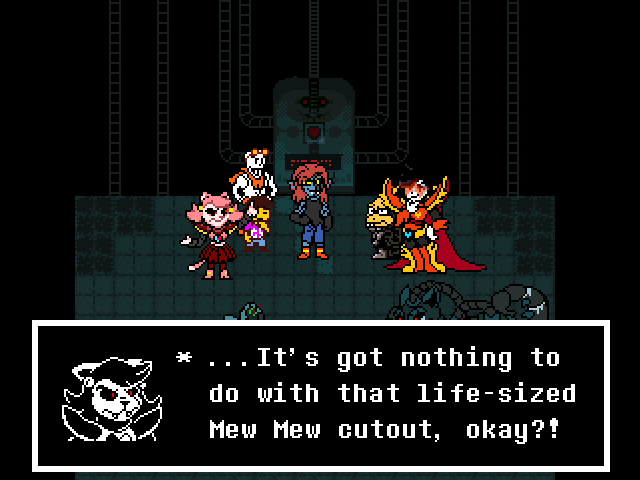 * ...It's got nothing to
do with that life-sized
Mew Mew cutout, okay?!